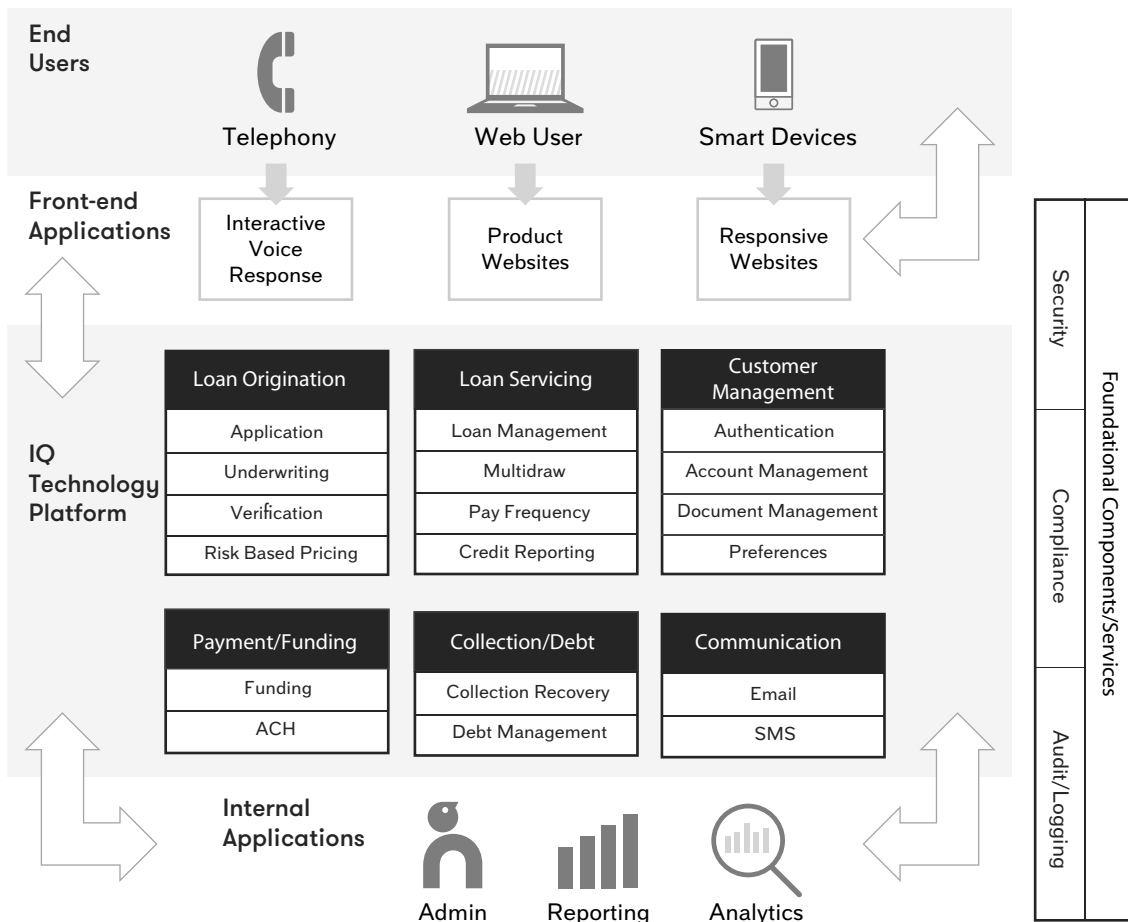 End
Users
Telephony
Web User
Smart Devices
Front-end
Applications
Interactive
Voice
Response
Product
Websites
Responsive
Websites
IQ
Technology
Platform
Loan Origination
Application
Underwriting
Verification
Risk Based Pricing
Loan Servicing
Loan Management
Multidraw
Pay Frequency
Credit Reporting
Customer
Management
Authentication
Account Management
Document Management
Preferences
Payment/Funding
Funding
ACH
Collection/Debt
Collection Recovery
Debt Management
Communication
Email
SMS
Internal
Applications
Admin
Reporting
Analytics
Foundational Components/Services
Security
Compliance
Audit/Logging